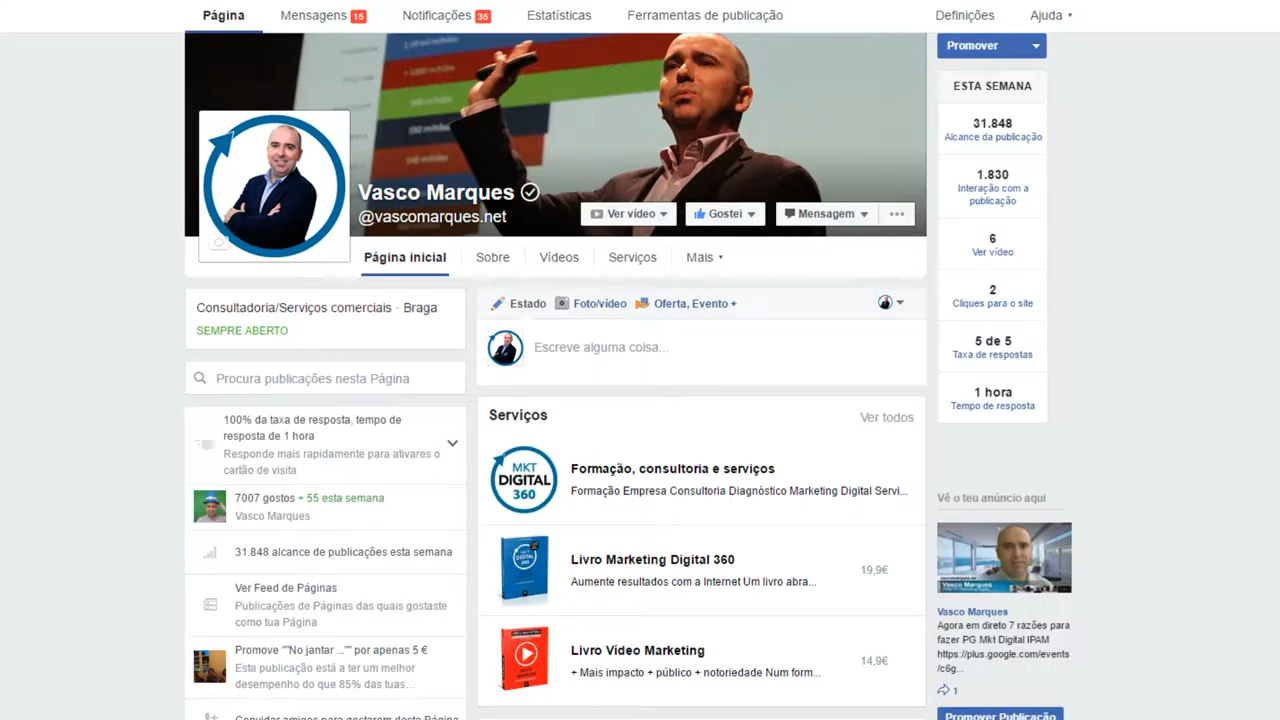 Página
Mensagens 15
Notificações 35
Estatísticas
Ferramentas de publicação
Definições
Ajuda
Vasco Marques
@vascomarques.net
Ver vídeo
Gostei
Mensagem
Página inicial
Sobre
Vídeos
Serviços
Mais
Consultadoria/Serviços comerciais · Braga
SEMPRE ABERTO
Procura publicações nesta Página
100% da taxa de resposta, tempo de
resposta de 1 hora
Responde mais rapidamente para ativares o
cartão de visita
7007 gostos + 55 esta semana
Vasco Marques
31.848 alcance de publicações esta semana
Ver Feed de Páginas
Publicações de Páginas das quais gostaste
como tua Página
Promove ""No jantar ..."" por apenas 5 €
Esta publicação está a ter um melhor
desempenho do que 85% das tuas...
Convidar amigos para gostarem desta Página
Estado
Foto/vídeo
Oferta, Evento +
Escreve alguma coisa...
Serviços
Ver todos
MKT
DIGITAL
360
Formação, consultoria e serviços
Formação Empresa Consultoria Diagnóstico Marketing Digital Servi...
MKT
DIGITAL
360
Livro Marketing Digital 360
Aumente resultados com a Internet Um livro abra...
19,9€
Livro Vídeo Marketing
+ Mais impacto + público + notoriedade Num form...
14,9€
Promover
ESTA SEMANA
31.848
Alcance da publicação
1.830
Interação com a
publicação
6
Ver vídeo
2
Cliques para o site
5 de 5
Taxa de respostas
1 hora
Tempo de resposta
Vê o teu anúncio aqui
Vasco Marques
Vasco Marques
Agora em direto 7 razões para
fazer PG Mkt Digital IPAM
https://plus.google.com/events
/c6g...
1
Promover Publicação